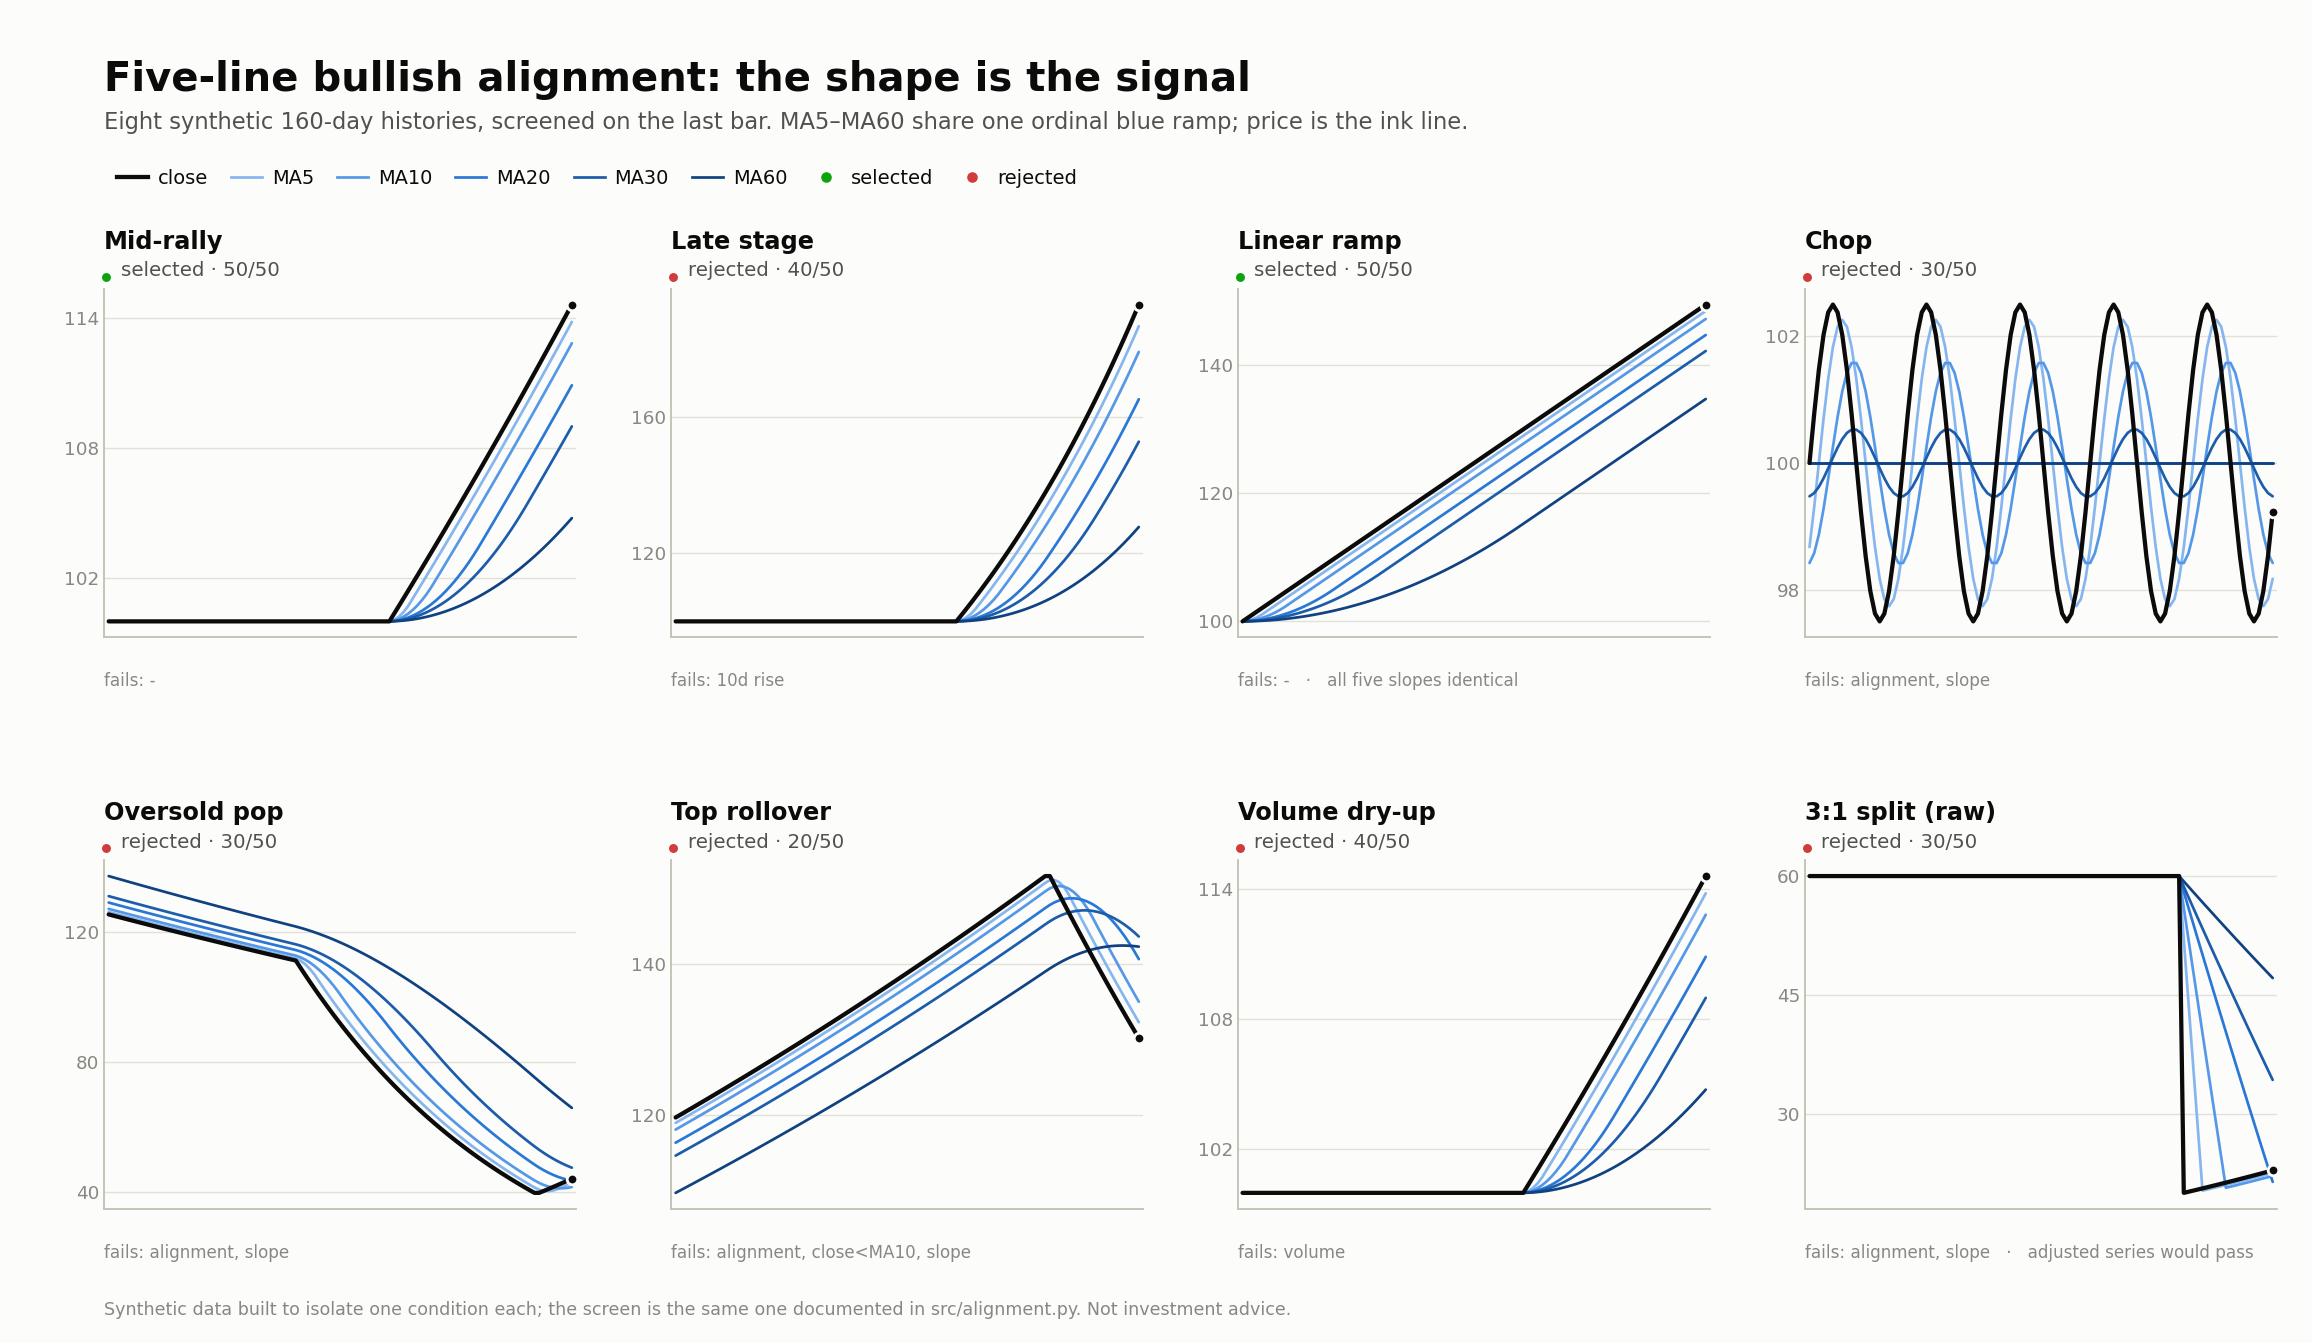 Five-line bullish alignment: the shape is the signal
Eight synthetic 160-day histories, screened on the last bar. MA5–MA60 share one ordinal blue ramp; price is the ink line.
close MA5 MA10 MA20 MA30 MA60 selected rejected
Mid-rally
selected · 50/50
114
108
102
fails: -
Late stage
rejected · 40/50
160
120
fails: 10d rise
Linear ramp
selected · 50/50
140
120
100
fails: - · all five slopes identical
Chop
rejected · 30/50
102
100
98
fails: alignment, slope
Oversold pop
rejected · 30/50
120
80
40
fails: alignment, slope
Top rollover
rejected · 20/50
140
120
fails: alignment, close<MA10, slope
Volume dry-up
rejected · 40/50
114
108
102
fails: volume
3:1 split (raw)
rejected · 30/50
60
45
30
fails: alignment, slope · adjusted series would pass
Synthetic data built to isolate one condition each; the screen is the same one documented in src/alignment.py. Not investment advice.